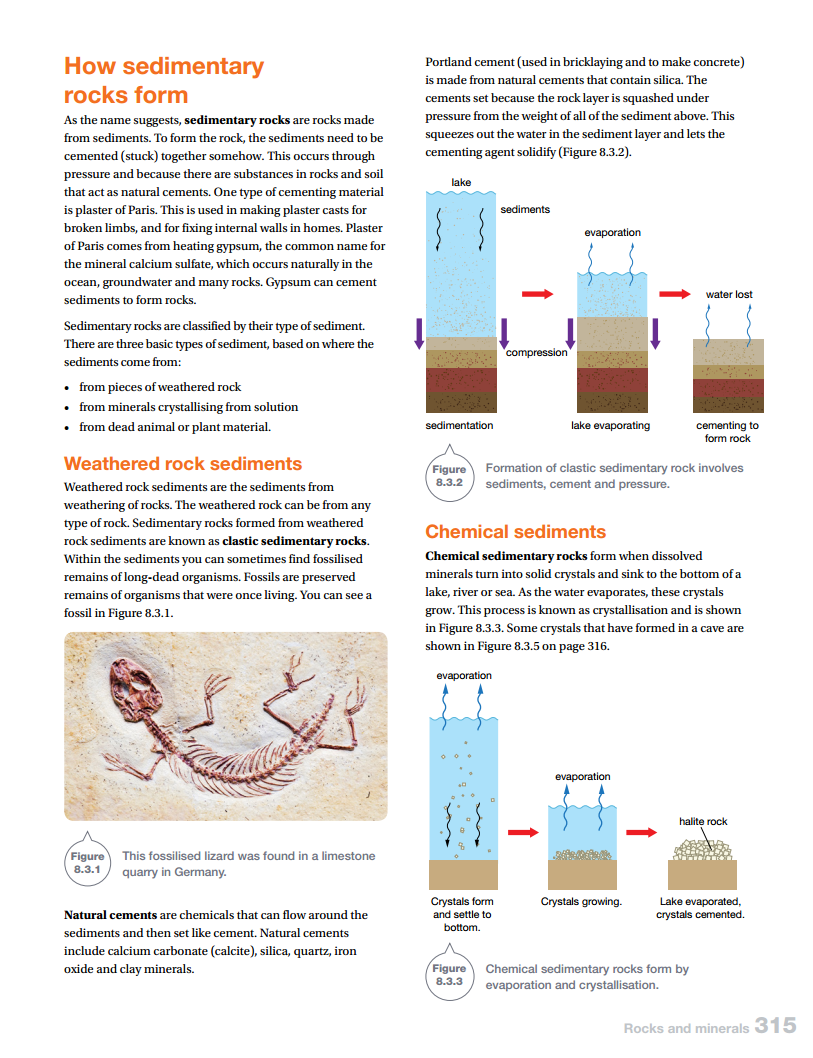 How sedimentary
rocks form
As the name suggests, sedimentary rocks are rocks made
from sediments. To form the rock, the sediments need to be
cemented (stuck) together somehow. This occurs through
pressure and because there are substances in rocks and soil
that act as natural cements. One type of cementing material
is plaster of Paris. This is used in making plaster casts for
broken limbs, and for fixing internal walls in homes. Plaster
of Paris comes from heating gypsum, the common name for
the mineral calcium sulfate, which occurs naturally in the
ocean, groundwater and many rocks. Gypsum can cement
sediments to form rocks.
Sedimentary rocks are classified by their type of sediment.
There are three basic types of sediment, based on where the
sediments come from:
• from pieces of weathered rock
• from minerals crystallising from solution
• from dead animal or plant material.
Weathered rock sediments
Weathered rock sediments are the sediments from
weathering of rocks. The weathered rock can be from any
type of rock. Sedimentary rocks formed from weathered
rock sediments are known as clastic sedimentary rocks.
Within the sediments you can sometimes find fossilised
remains of long-dead organisms. Fossils are preserved
remains of organisms that were once living. You can see a
fossil in Figure 8.3.1.
Figure
8.3.1
This fossilised lizard was found in a limestone
quarry in Germany.
Natural cements are chemicals that can flow around the
sediments and then set like cement. Natural cements
include calcium carbonate (calcite), silica, quartz, iron
oxide and clay minerals.
Portland cement (used in bricklaying and to make concrete)
is made from natural cements that contain silica. The
cements set because the rock layer is squashed under
pressure from the weight of all of the sediment above. This
squeezes out the water in the sediment layer and lets the
cementing agent solidify (Figure 8.3.2).
lake
sediments
evaporation
water lost
compression
sedimentation
lake evaporating
cementing to
form rock
Figure
8.3.2
Formation of clastic sedimentary rock involves
sediments, cement and pressure.
Chemical sediments
Chemical sedimentary rocks form when dissolved
minerals turn into solid crystals and sink to the bottom of a
lake, river or sea. As the water evaporates, these crystals
grow. This process is known as crystallisation and is shown
in Figure 8.3.3. Some crystals that have formed in a cave are
shown in Figure 8.3.5 on page 316.
evaporation
evaporation
halite rock
Crystals form
and settle to
bottom.
Crystals growing.
Lake evaporated,
crystals cemented.
Figure
8.3.3
Chemical sedimentary rocks form by
evaporation and crystallisation.
Rocks and minerals 315